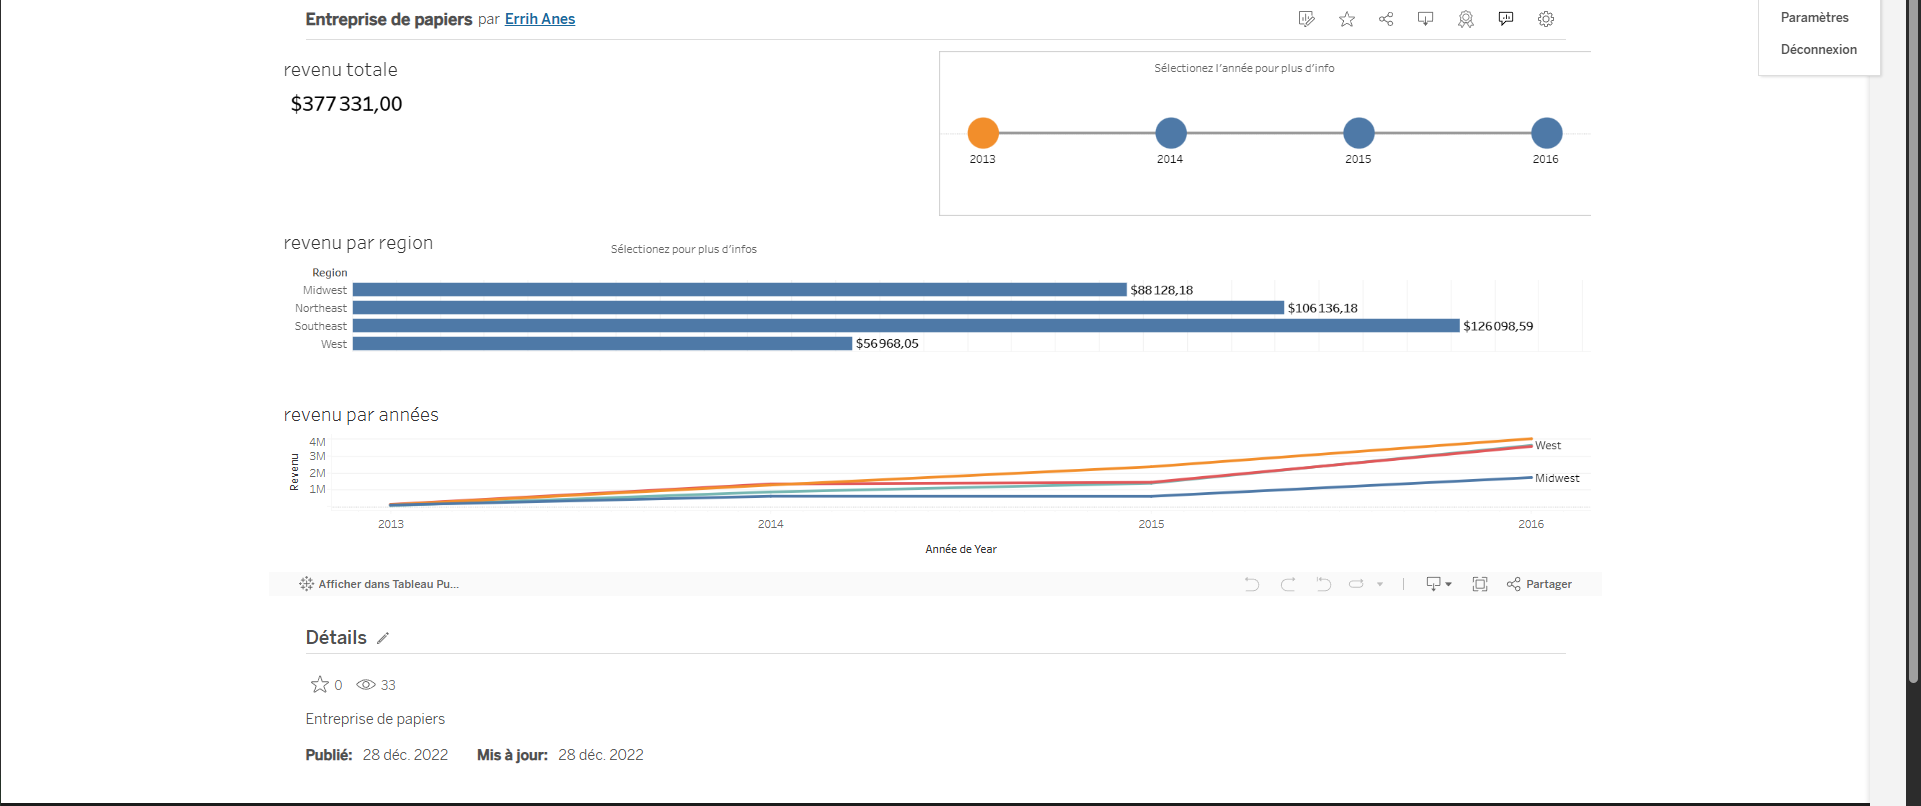 Entreprise de papiers par Errih Anes
Paramètres
Déconnexion
revenu totale
$377 331,00
Sélectionez l'année pour plus d'info
2013 2014 2015 2016
revenu par region
Sélectionez pour plus d'infos
Region
Midwest $88 128,18
Northeast $106 136,18
Southeast $126 098,59
West $56 968,05
revenu par années
Revenu
4M
3M
2M
1M
West
Midwest
2013 2014 2015 2016
Année de Year
Afficher dans Tableau Pu...
Partager
Détails
0 33
Entreprise de papiers
Publié: 28 déc. 2022 Mis à jour: 28 déc. 2022